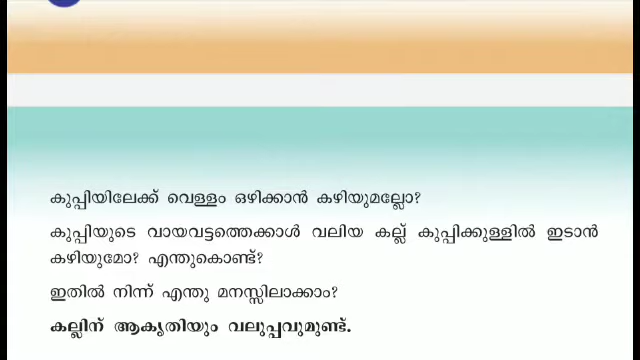 കുപ്പിയിലേക്ക് വെള്ളം ഒഴിക്കാൻ കഴിയുമല്ലോ?
കുപ്പിയുടെ വായവട്ടത്തെക്കാൾ വലിയ കല്ല് കുപ്പിക്കുള്ളിൽ ഇടാൻ
കഴിയുമോ? എന്തുകൊണ്ട്?
ഇതിൽ നിന്ന് എന്തു മനസ്സിലാക്കാം?
കല്ലിന് ആകൃതിയും വലുപ്പവുമുണ്ട്.